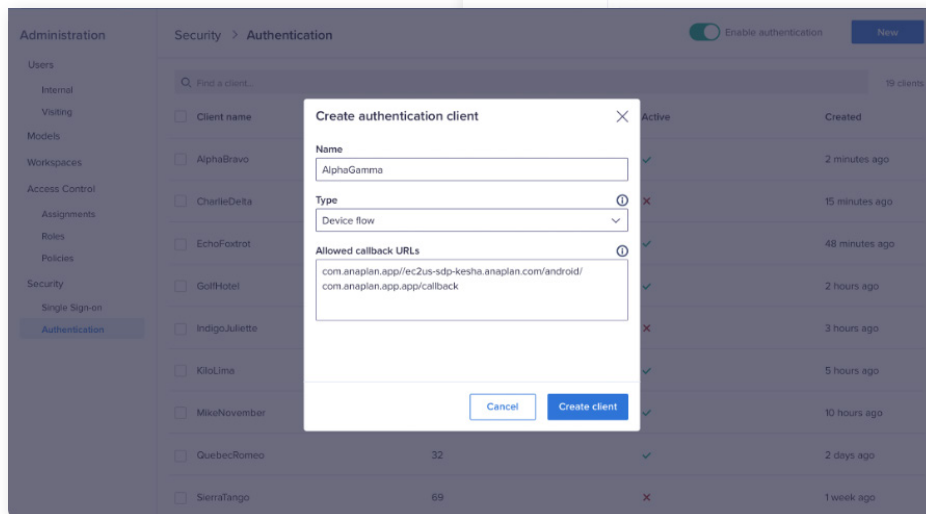 Administration
Security > Authentication
Enable authentication
New
Users
Internal
Visiting
Models
Workspaces
Access Control
Assignments
Roles
Policies
Security
Single Sign-on
Authentication
Find a client...
19 clients
Client name
Active
Created
AlphaBravo
2 minutes ago
CharlieDelta
15 minutes ago
EchoFoxtrot
48 minutes ago
GolfHotel
2 hours ago
IndigoJuliette
3 hours ago
KiloLima
5 hours ago
MikeNovember
10 hours ago
QuebecRomeo
32
2 days ago
SierraTango
69
1 week ago
Create authentication client
Name
AlphaGamma
Type
Device flow
Allowed callback URLs
com.anaplan.app//ec2us-sdp-kesha.anaplan.com/android/
com.anaplan.app.app/callback
Cancel
Create client